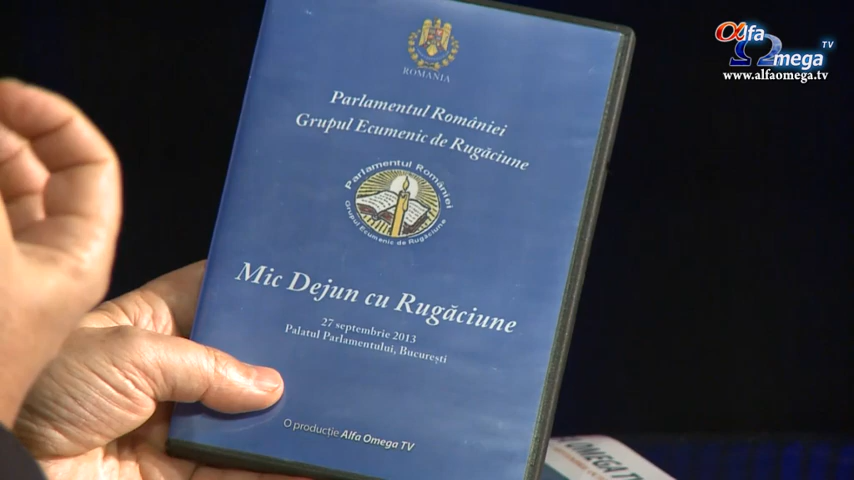 Alfa Omega TV
www.alfaomega.tv
ROMANIA
Parlamentul României
Grupul Ecumenic de Rugăciune
Parlamentul României
Grupul Ecumenic de Rugăciune
Mic Dejun cu Rugăciune
27 septembrie 2013
Palatul Parlamentului, București
O producție Alfa Omega TV
OMEGA